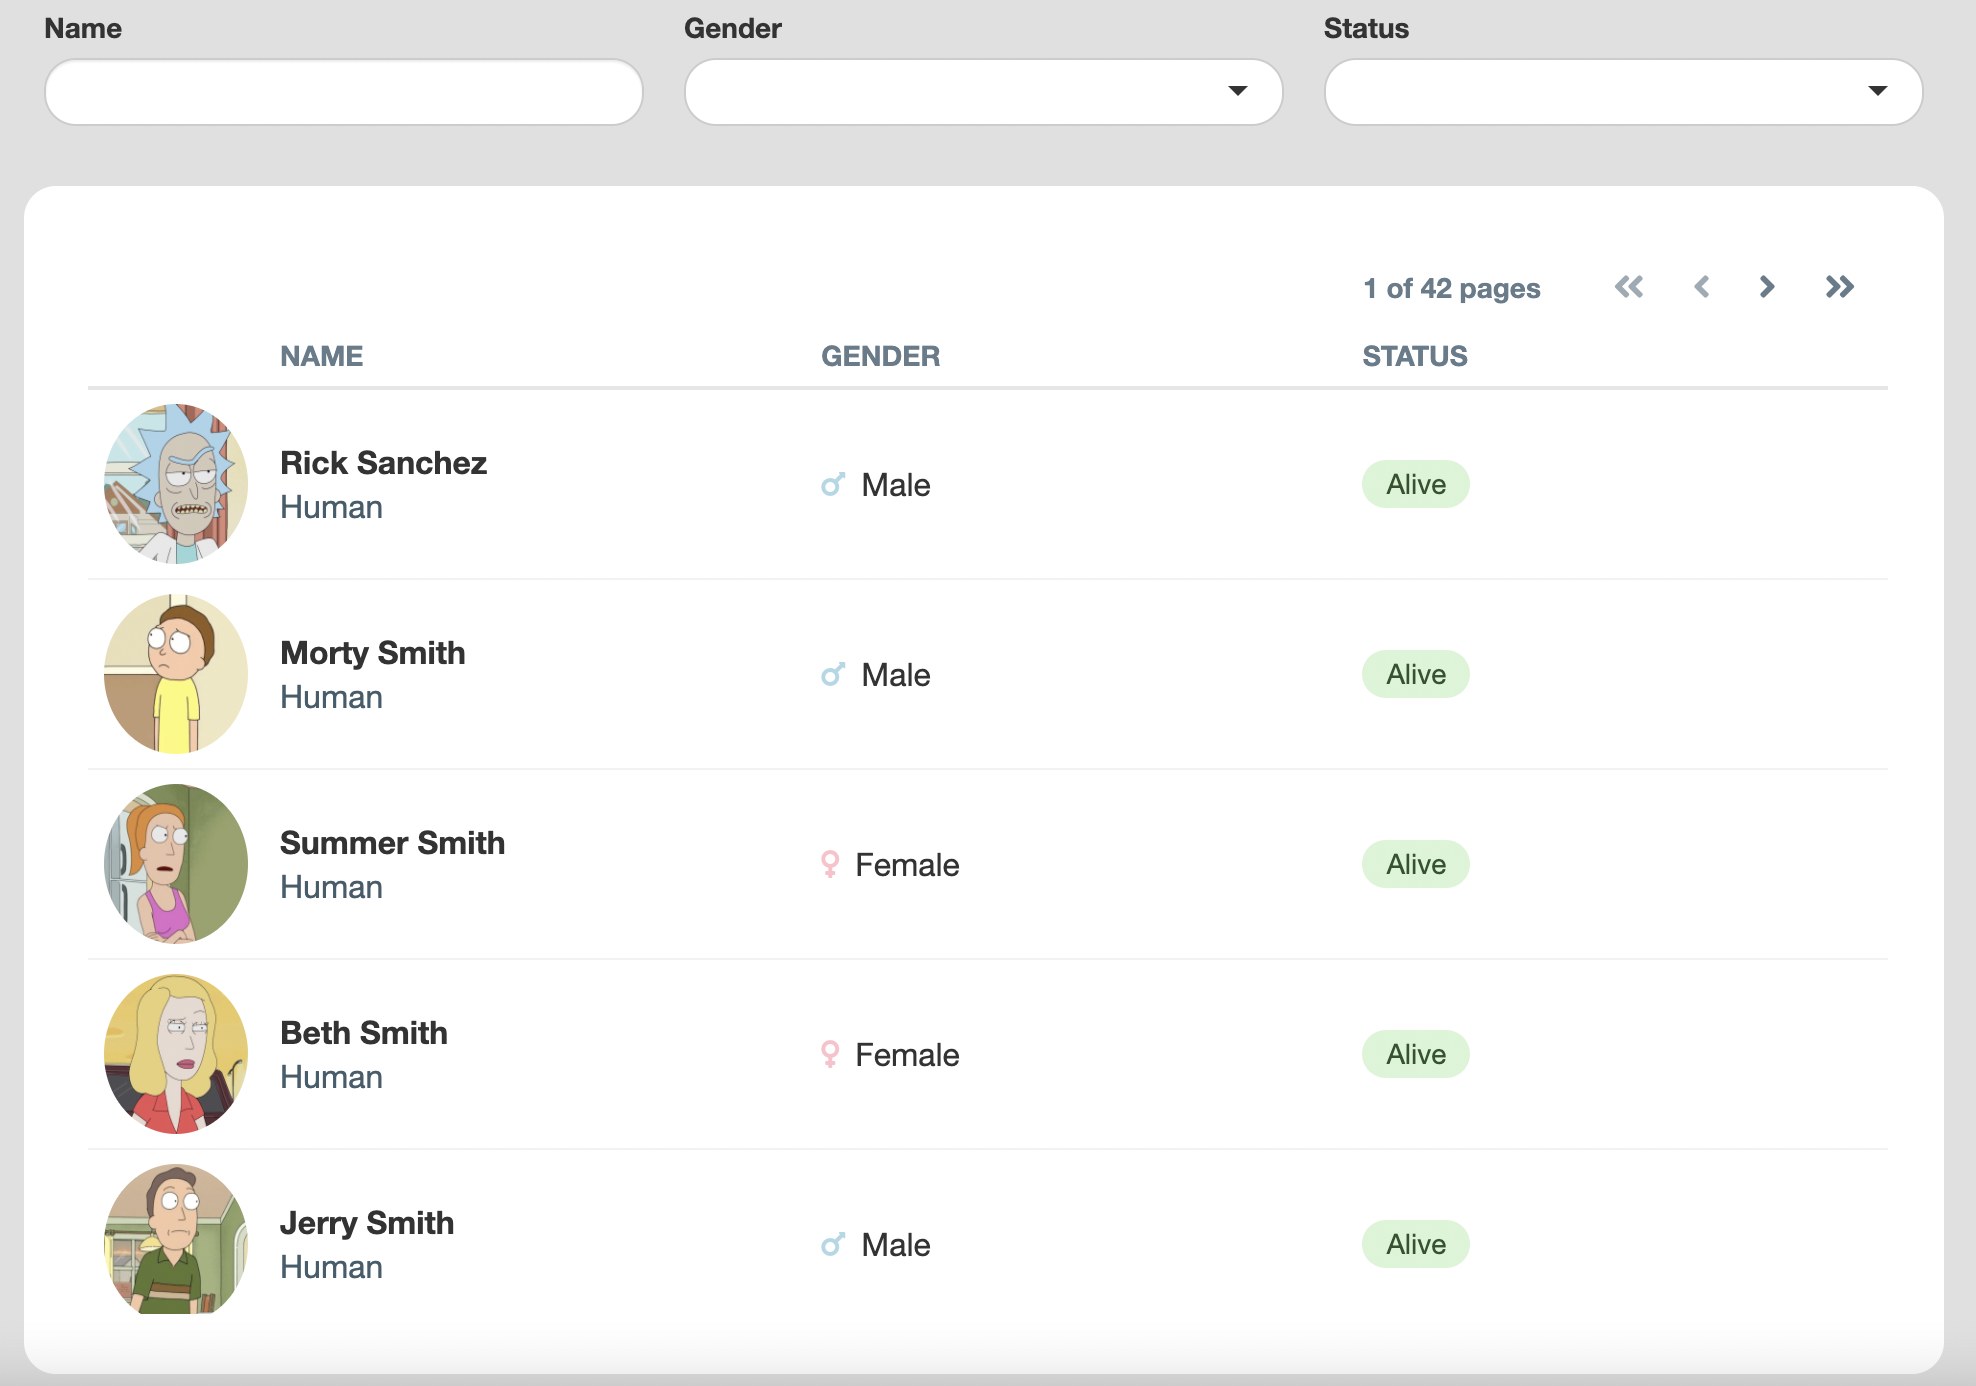 Name Gender Status
1 of 42 pages
NAME GENDER STATUS
Rick Sanchez
Human
Male
Alive
Morty Smith
Human
Male
Alive
Summer Smith
Human
Female
Alive
Beth Smith
Human
Female
Alive
Jerry Smith
Human
Male
Alive